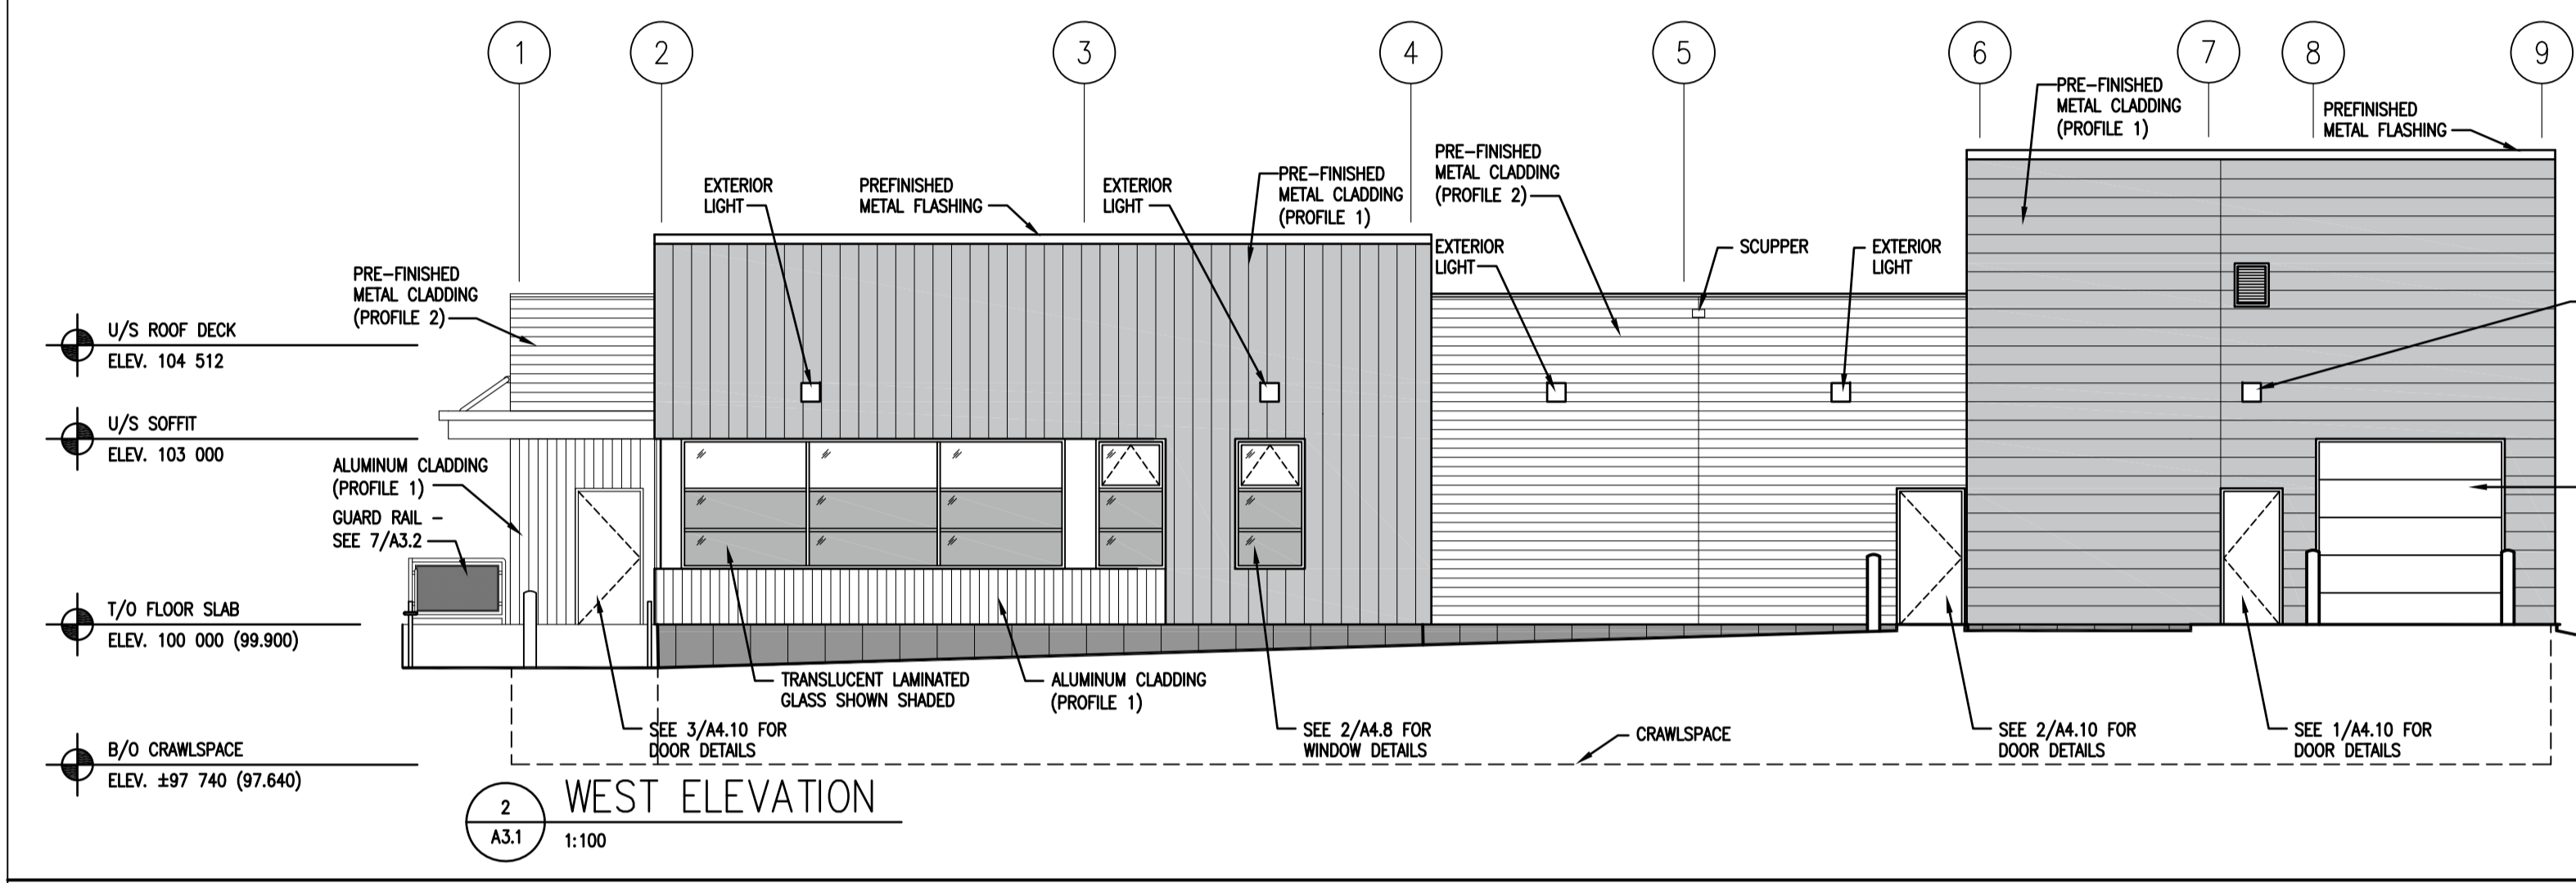 1
2
3
4
5
6
7
8
9
PRE-FINISHED
METAL CLADDING
(PROFILE 1)
PREFINISHED
METAL FLASHING
PRE-FINISHED
METAL CLADDING
(PROFILE 2)
PRE-FINISHED
METAL CLADDING
(PROFILE 1)
EXTERIOR
LIGHT
PREFINISHED
METAL FLASHING
EXTERIOR
LIGHT
EXTERIOR
LIGHT
SCUPPER
EXTERIOR
LIGHT
PRE-FINISHED
METAL CLADDING
(PROFILE 2)
U/S ROOF DECK
ELEV. 104 512
U/S SOFFIT
ELEV. 103 000
ALUMINUM CLADDING
(PROFILE 1)
GUARD RAIL -
SEE 7/A3.2
T/O FLOOR SLAB
ELEV. 100 000 (99.900)
TRANSLUCENT LAMINATED
GLASS SHOWN SHADED
ALUMINUM CLADDING
(PROFILE 1)
SEE 3/A4.10 FOR
DOOR DETAILS
SEE 2/A4.8 FOR
WINDOW DETAILS
CRAWLSPACE
SEE 2/A4.10 FOR
DOOR DETAILS
SEE 1/A4.10 FOR
DOOR DETAILS
B/O CRAWLSPACE
ELEV. ±97 740 (97.640)
2
A3.1
WEST ELEVATION
1:100